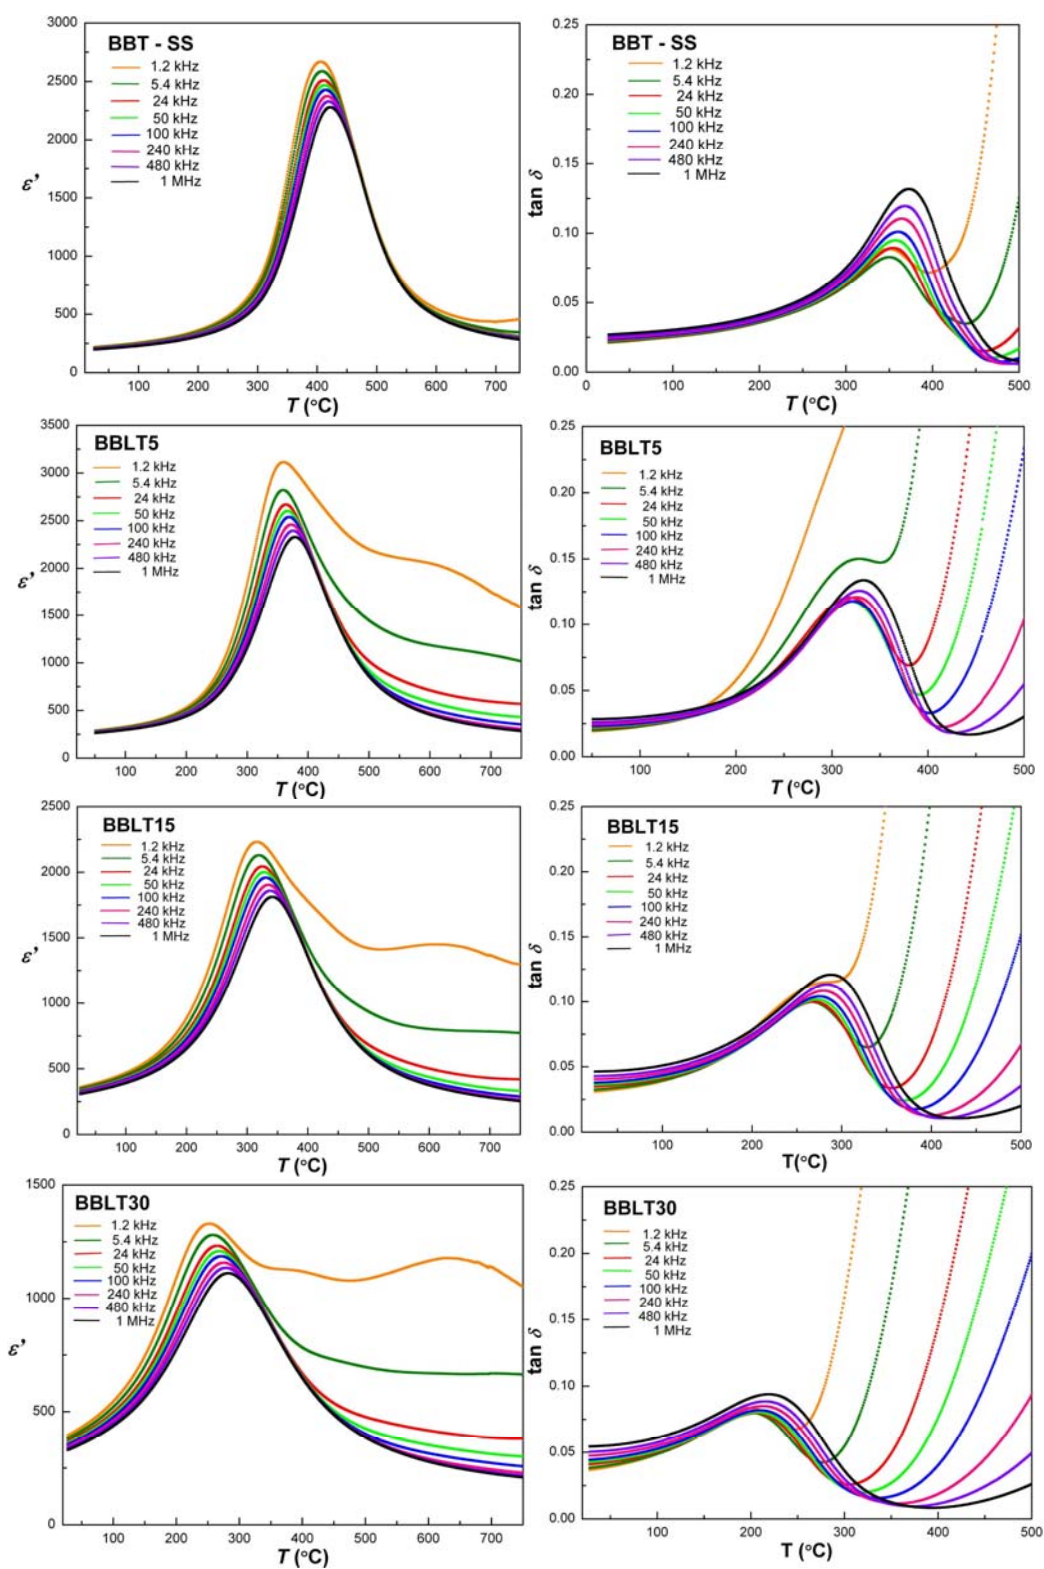 BBT - SS
1.2 kHz
5.4 kHz
24 kHz
50 kHz
100 kHz
240 kHz
480 kHz
1 MHz
3000
2500
2000
1500
1000
500
0
ε'
100 200 300 400 500 600 700
T (°C)
BBT - SS
1.2 kHz
5.4 kHz
24 kHz
50 kHz
100 kHz
240 kHz
480 kHz
1 MHz
0.25
0.20
0.15
0.10
0.05
0.00
tan δ
0 100 200 300 400 500
T (°C)
BBLT5
1.2 kHz
5.4 kHz
24 kHz
50 kHz
100 kHz
240 kHz
480 kHz
1 MHz
3500
3000
2500
2000
1500
1000
500
0
ε'
100 200 300 400 500 600 700
T (°C)
BBLT5
1.2 kHz
5.4 kHz
24 kHz
50 kHz
100 kHz
240 kHz
480 kHz
1 MHz
0.25
0.20
0.15
0.10
0.05
0.00
tan δ
100 200 300 400 500
T (°C)
BBLT15
1.2 kHz
5.4 kHz
24 kHz
50 kHz
100 kHz
240 kHz
480 kHz
1 MHz
2500
2000
1500
1000
500
0
ε'
100 200 300 400 500 600 700
T (°C)
BBLT15
1.2 kHz
5.4 kHz
24 kHz
50 kHz
100 kHz
240 kHz
480 kHz
1 MHz
0.25
0.20
0.15
0.10
0.05
0.00
tan δ
100 200 300 400 500
T(°C)
BBLT30
1.2 kHz
5.4 kHz
24 kHz
50 kHz
100 kHz
240 kHz
480 kHz
1 MHz
1500
1000
500
0
ε'
100 200 300 400 500 600 700
T (°C)
BBLT30
1.2 kHz
5.4 kHz
24 kHz
50 kHz
100 kHz
240 kHz
480 kHz
1 MHz
0.25
0.20
0.15
0.10
0.05
0.00
tan δ
100 200 300 400 500
T (°C)